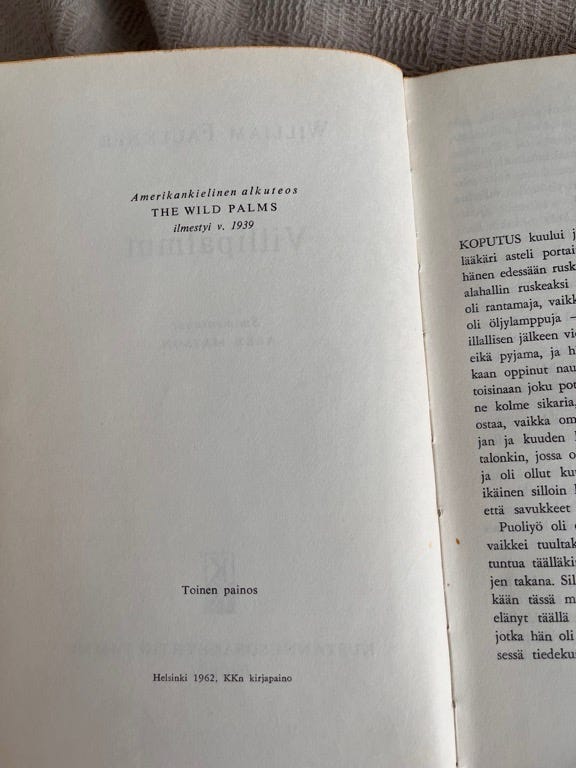 Amerikankielinen alkuteos
THE WILD PALMS
ilmestyi v. 1939
Toinen painos
Helsinki 1962, KKn kirjapaino
KOPUTUS kuului
lääkäri asteli
hänen edessään
alahallin ruskeaksi
oli rantamaja,
oli öljylamppuja –
illallisen jälkeen
eikä pyjama, ja
kaan oppinut
toisinaan joku
ne kolme sikaria,
ostaa, vaikka
jan ja kuuden
talonkin, jossa
ja oli ollut
ikäinen silloin
että savukkeet
Puoliyö oli
vaikkei
tuntua
jen takana.
kään tässä
elänyt täällä
jotka hän oli
sessä